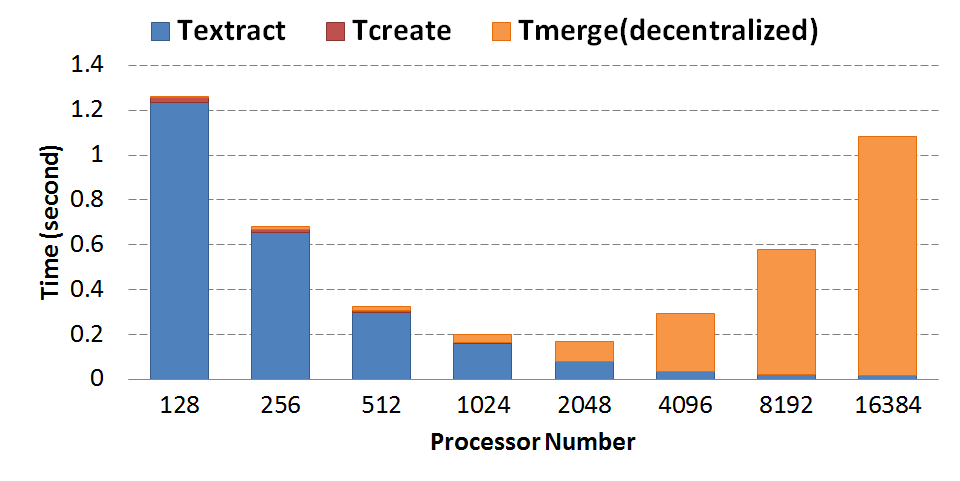 Textract Tcreate Tmerge(decentralized)
1.4
1.2
1
0.8
0.6
0.4
0.2
0
Time (second)
128 256 512 1024 2048 4096 8192 16384
Processor Number